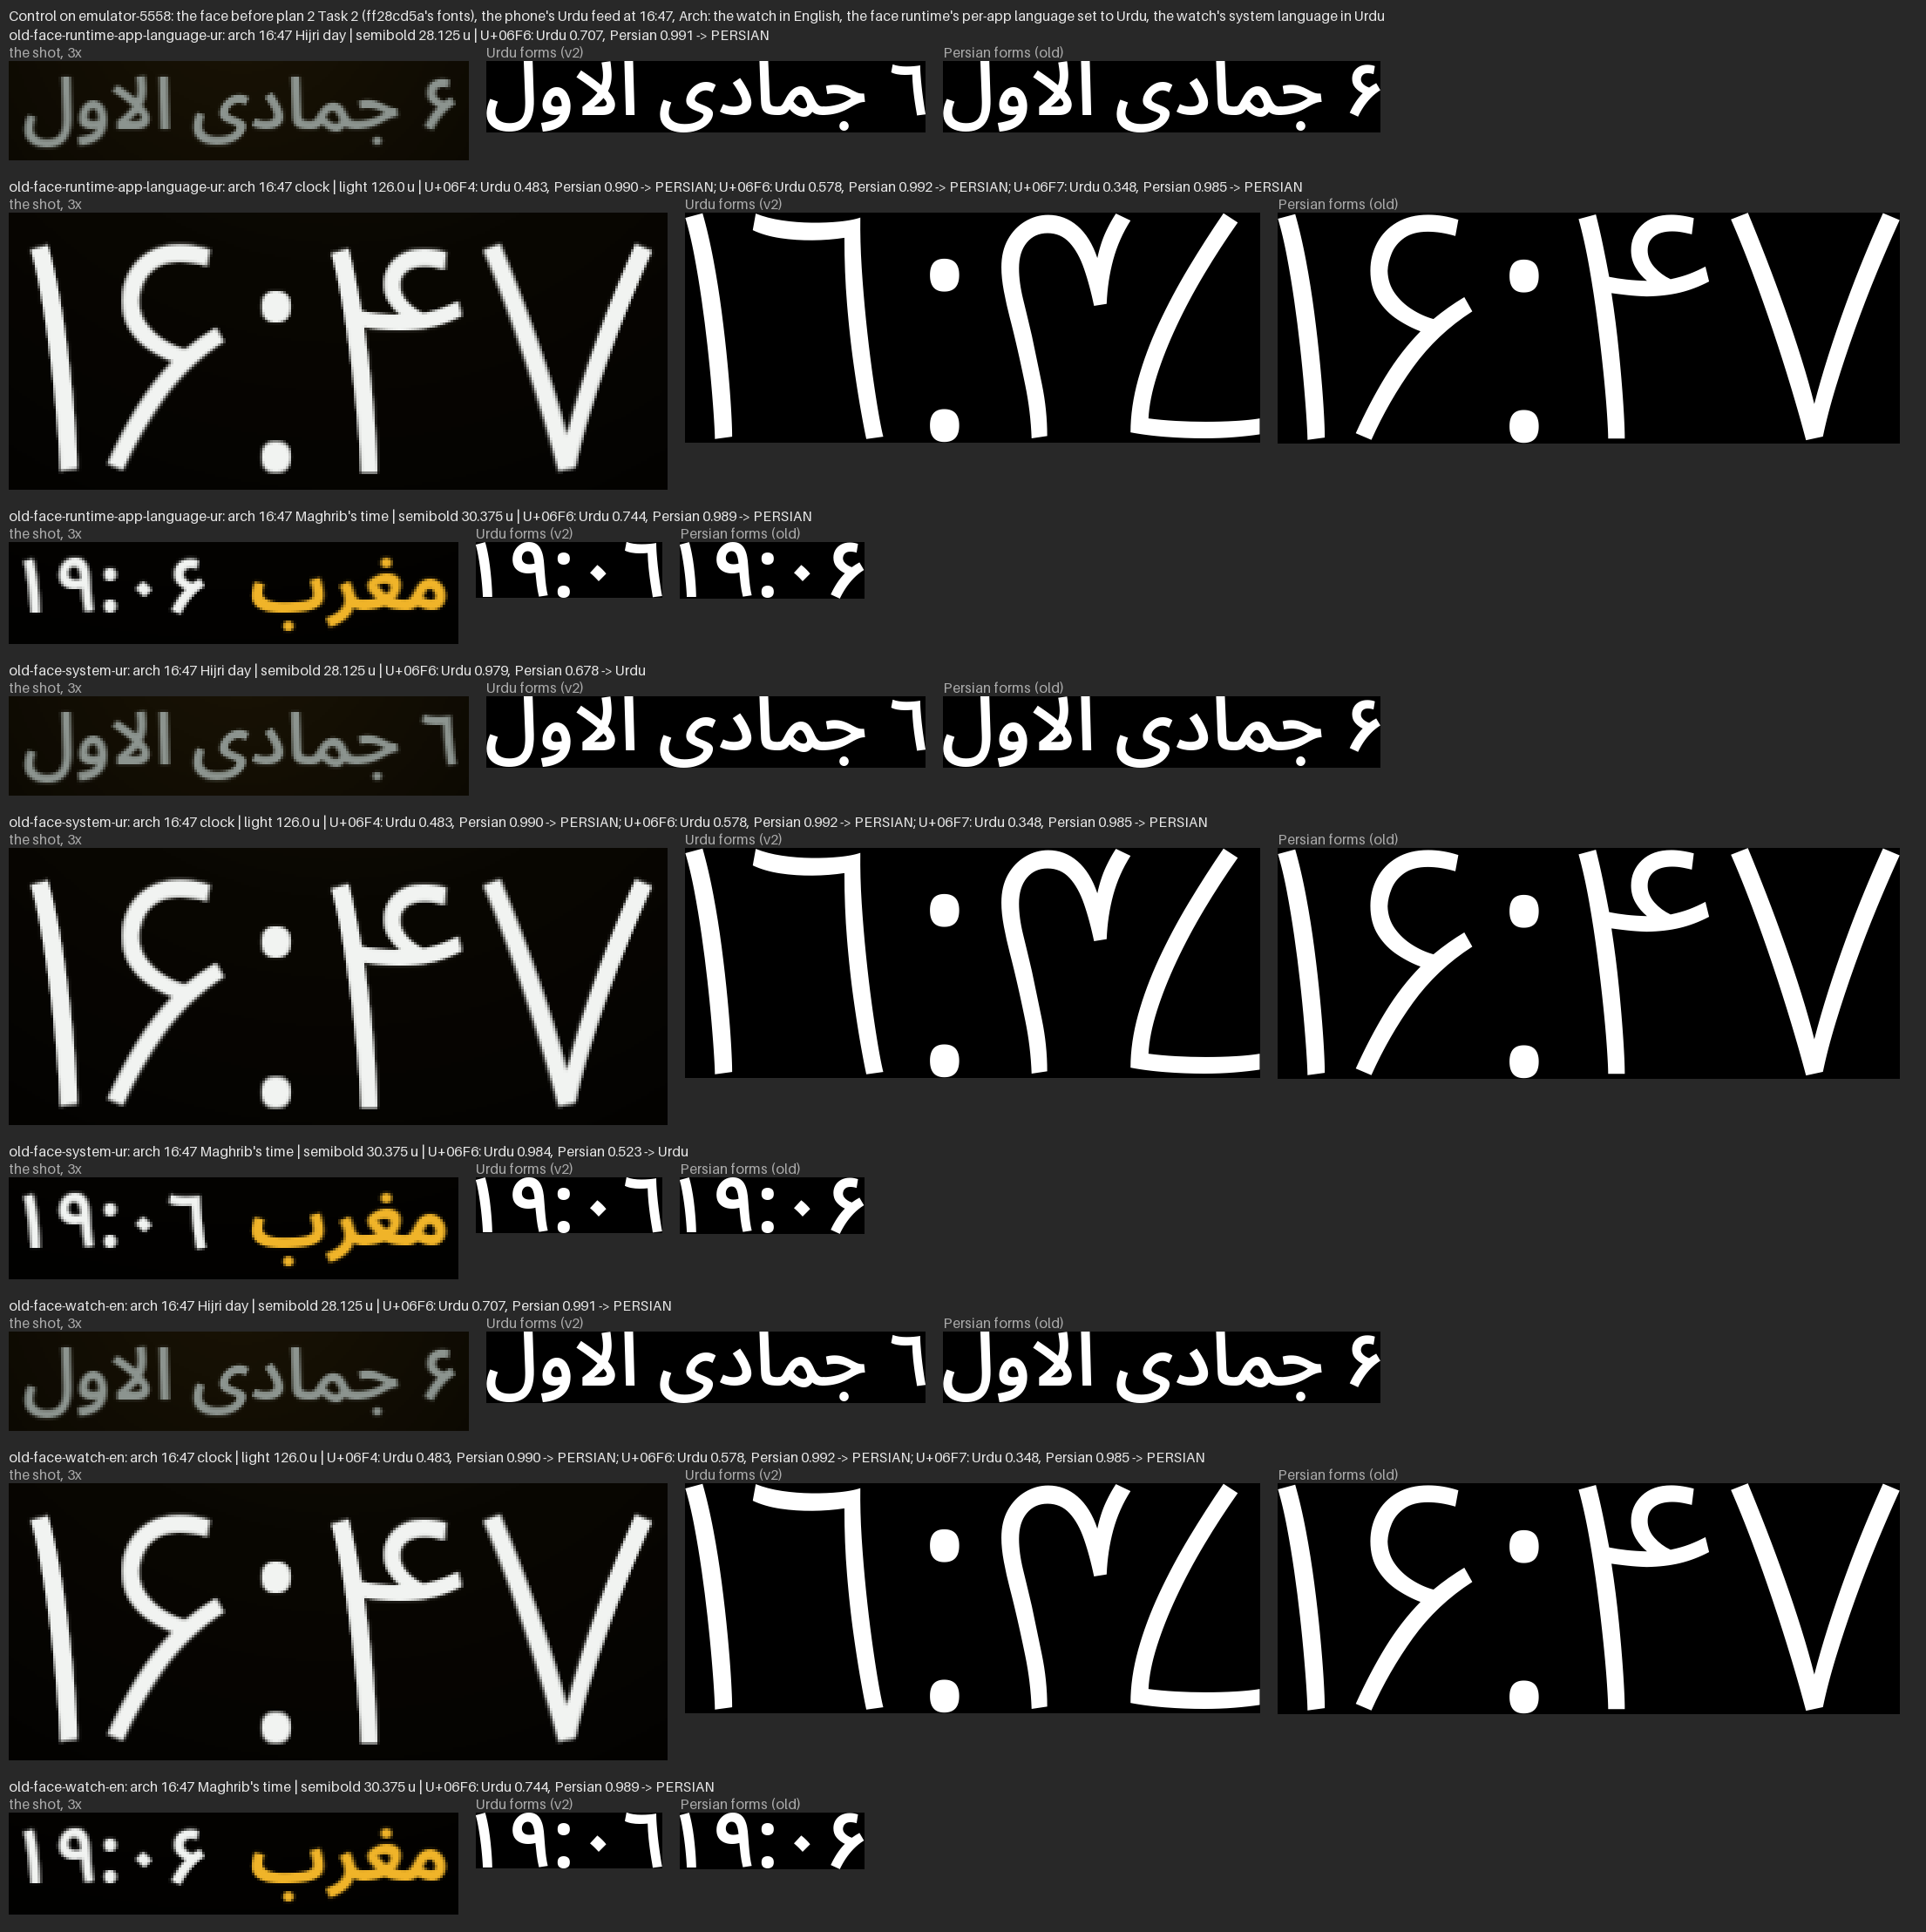 Control on emulator-5558: the face before plan 2 Task 2 (ff28cd5a's fonts), the phone's Urdu feed at 16:47, Arch: the watch in English, the face runtime's per-app language set to Urdu, the watch's system language in Urdu
old-face-runtime-app-language-ur: arch 16:47 Hijri day | semibold 28.125 u | U+06F6: Urdu 0.707, Persian 0.991 -> PERSIAN
the shot, 3x Urdu forms (v2) Persian forms (old)
۶ جمادی الاول ۶ جمادی الاول ۶ جمادی الاول
old-face-runtime-app-language-ur: arch 16:47 clock | light 126.0 u | U+06F4: Urdu 0.483, Persian 0.990 -> PERSIAN; U+06F6: Urdu 0.578, Persian 0.992 -> PERSIAN; U+06F7: Urdu 0.348, Persian 0.985 -> PERSIAN
the shot, 3x Urdu forms (v2) Persian forms (old)
۱۶:۴۷ ۱۶:۴۷ ۱۶:۴۷
old-face-runtime-app-language-ur: arch 16:47 Maghrib's time | semibold 30.375 u | U+06F6: Urdu 0.744, Persian 0.989 -> PERSIAN
the shot, 3x Urdu forms (v2) Persian forms (old)
مغرب ۱۹:۰۶ ۱۹:۰۶ ۱۹:۰۶
old-face-system-ur: arch 16:47 Hijri day | semibold 28.125 u | U+06F6: Urdu 0.979, Persian 0.678 -> Urdu
the shot, 3x Urdu forms (v2) Persian forms (old)
۶ جمادی الاول ۶ جمادی الاول ۶ جمادی الاول
old-face-system-ur: arch 16:47 clock | light 126.0 u | U+06F4: Urdu 0.483, Persian 0.990 -> PERSIAN; U+06F6: Urdu 0.578, Persian 0.992 -> PERSIAN; U+06F7: Urdu 0.348, Persian 0.985 -> PERSIAN
the shot, 3x Urdu forms (v2) Persian forms (old)
۱۶:۴۷ ۱۶:۴۷ ۱۶:۴۷
old-face-system-ur: arch 16:47 Maghrib's time | semibold 30.375 u | U+06F6: Urdu 0.984, Persian 0.523 -> Urdu
the shot, 3x Urdu forms (v2) Persian forms (old)
مغرب ۱۹:۰۶ ۱۹:۰۶ ۱۹:۰۶
old-face-watch-en: arch 16:47 Hijri day | semibold 28.125 u | U+06F6: Urdu 0.707, Persian 0.991 -> PERSIAN
the shot, 3x Urdu forms (v2) Persian forms (old)
۶ جمادی الاول ۶ جمادی الاول ۶ جمادی الاول
old-face-watch-en: arch 16:47 clock | light 126.0 u | U+06F4: Urdu 0.483, Persian 0.990 -> PERSIAN; U+06F6: Urdu 0.578, Persian 0.992 -> PERSIAN; U+06F7: Urdu 0.348, Persian 0.985 -> PERSIAN
the shot, 3x Urdu forms (v2) Persian forms (old)
۱۶:۴۷ ۱۶:۴۷ ۱۶:۴۷
old-face-watch-en: arch 16:47 Maghrib's time | semibold 30.375 u | U+06F6: Urdu 0.744, Persian 0.989 -> PERSIAN
the shot, 3x Urdu forms (v2) Persian forms (old)
مغرب ۱۹:۰۶ ۱۹:۰۶ ۱۹:۰۶